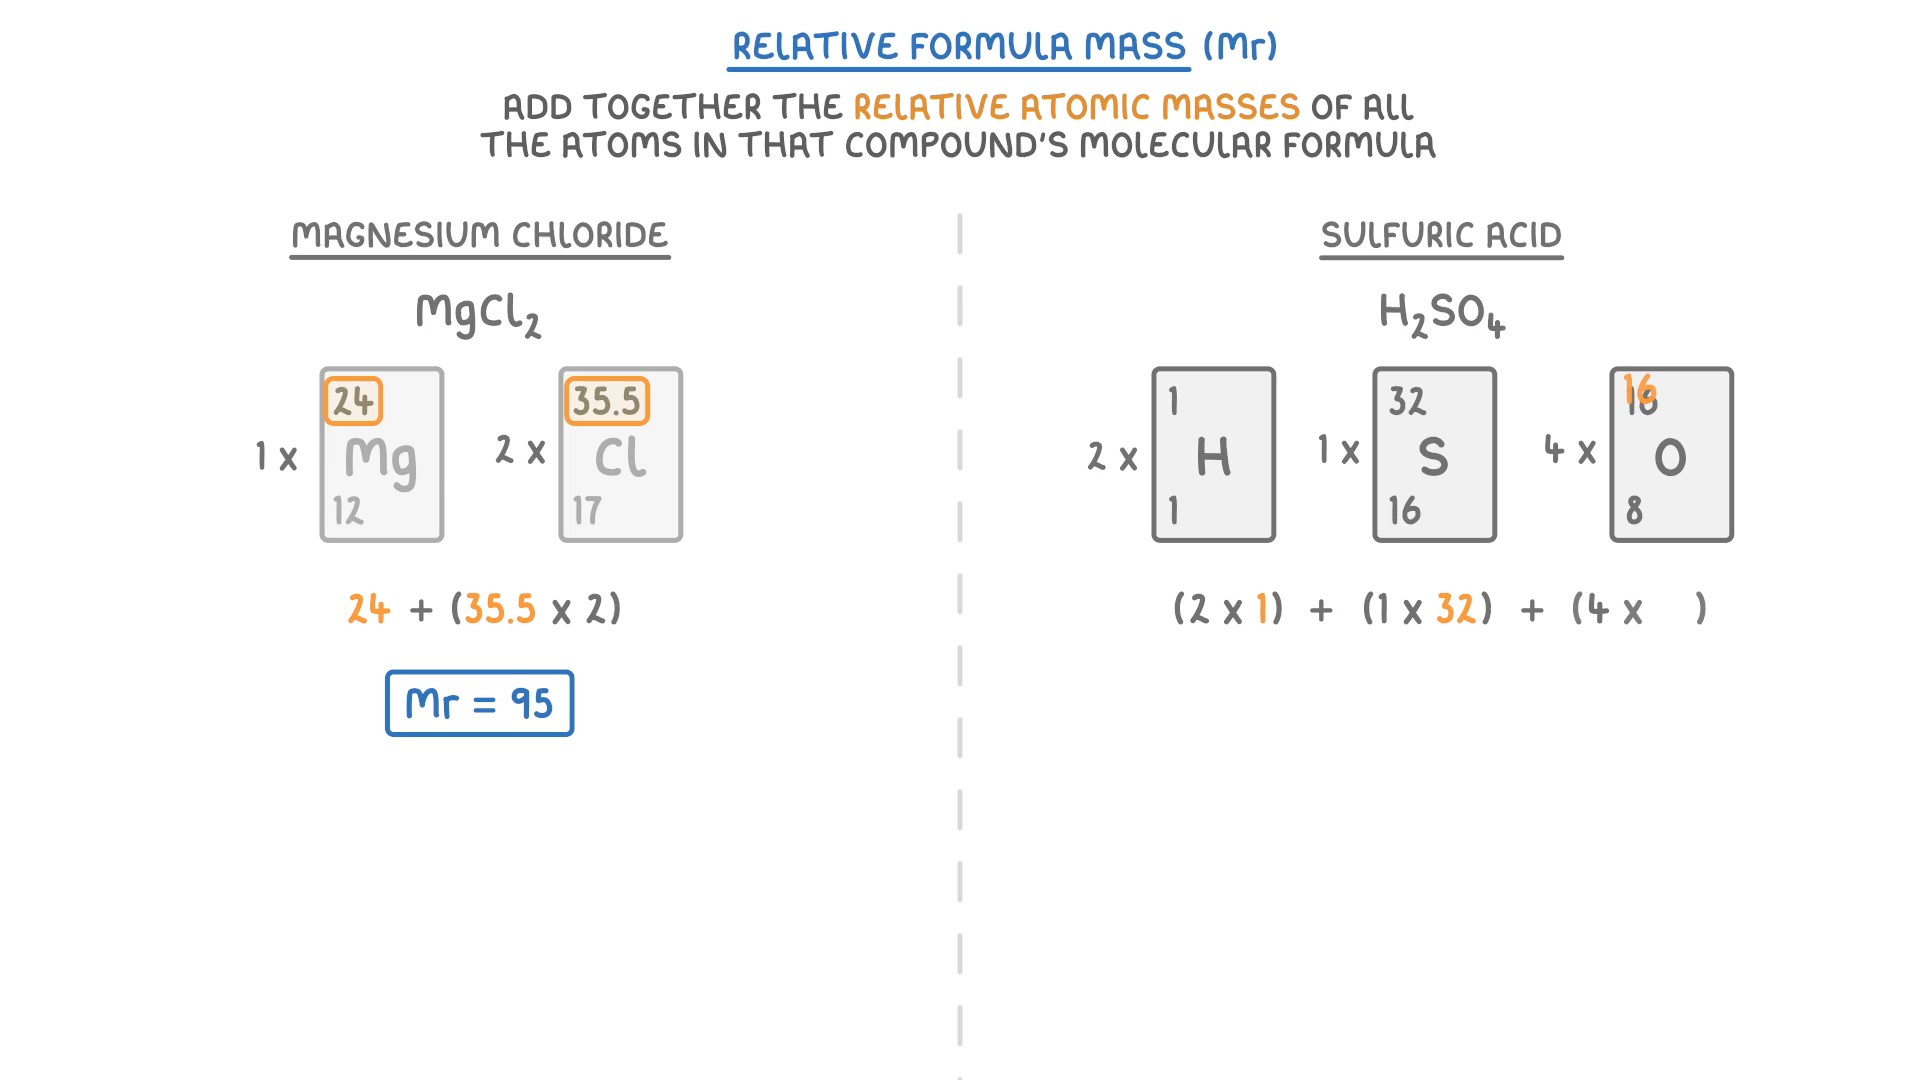 RELATIVE FORMULA MASS (Mr)
ADD TOGETHER THE RELATIVE ATOMIC MASSES OF ALL
THE ATOMS IN THAT COMPOUND'S MOLECULAR FORMULA
MAGNESIUM CHLORIDE
MgCl₂
1 x
24
Mg
12
2 x
35.5
Cl
17
24 + (35.5 x 2)
Mr = 95
SULFURIC ACID
H₂SO₄
2 x
1
H
1
1 x
32
S
16
4 x
16
16
O
8
(2 x 1) + (1 x 32) + (4 x )